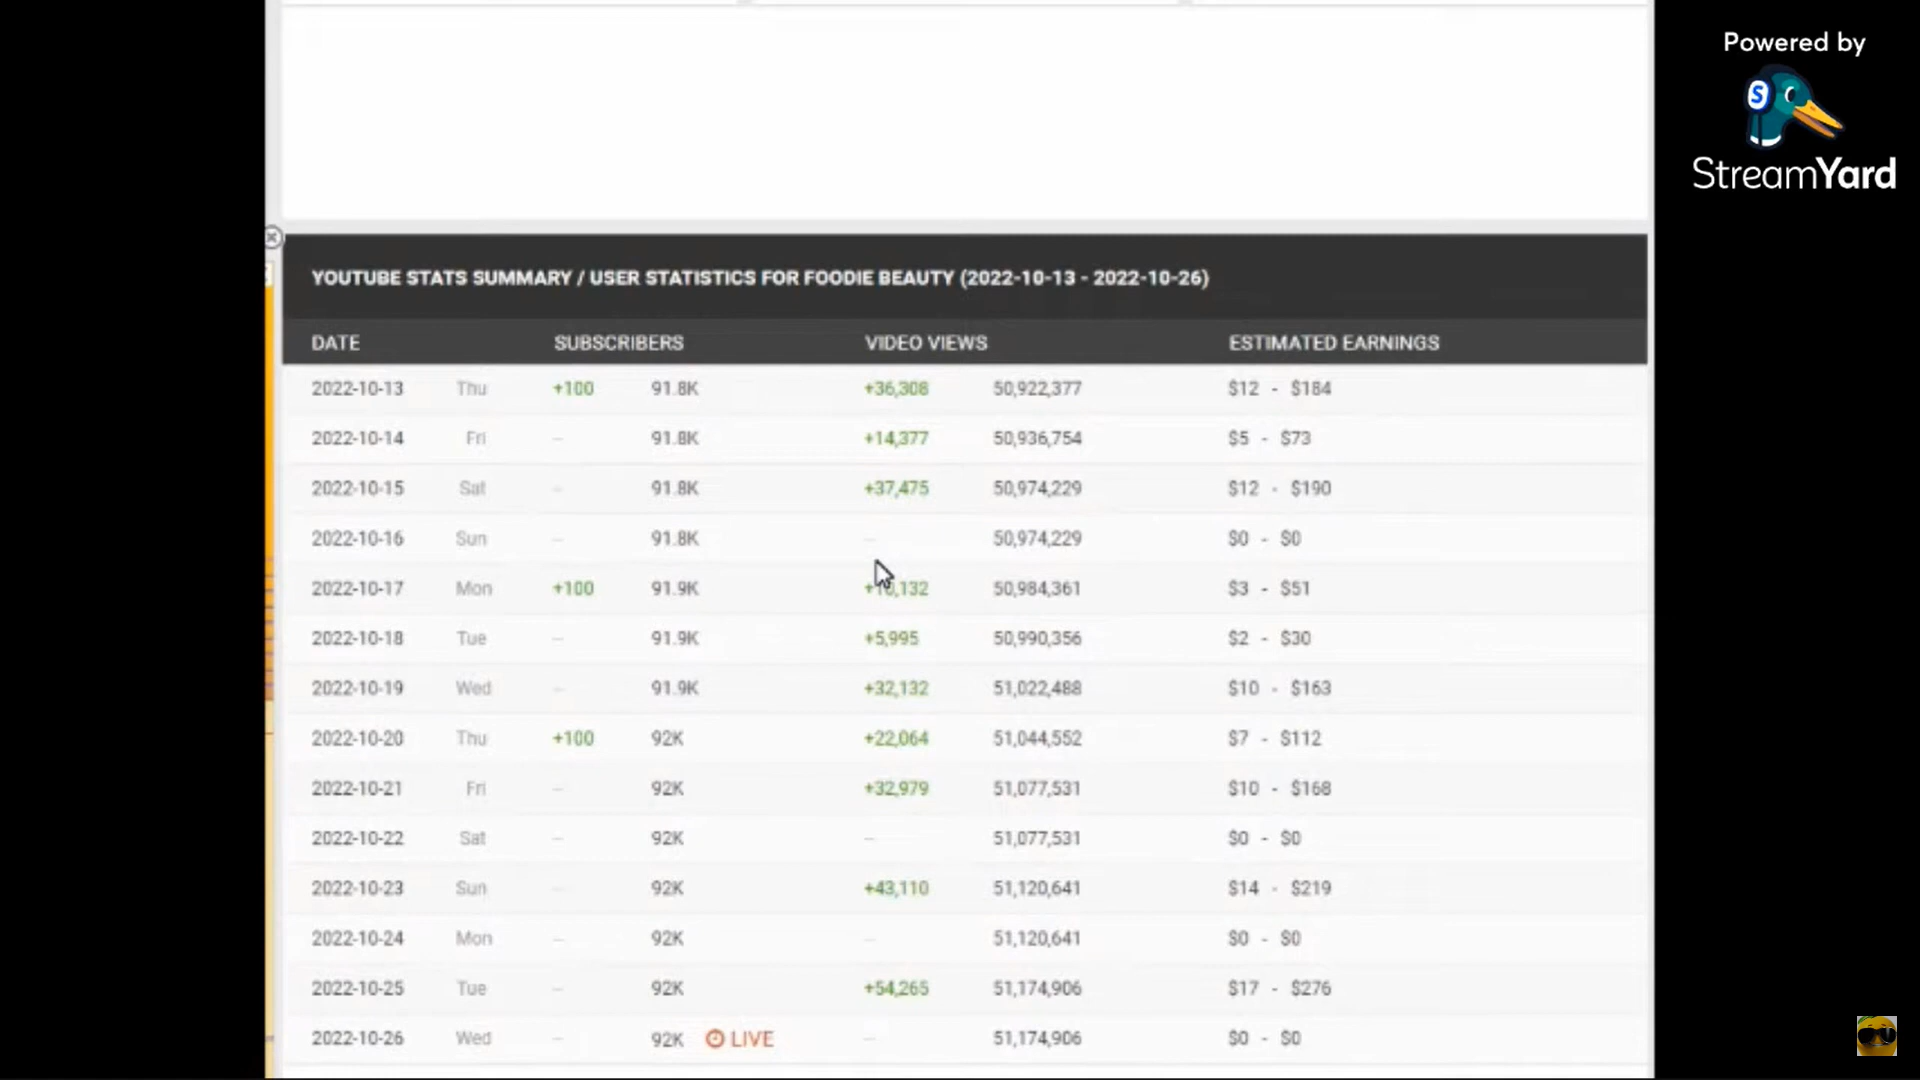 Powered by
StreamYard
YOUTUBE STATS SUMMARY / USER STATISTICS FOR FOODIE BEAUTY (2022-10-13 - 2022-10-26)
DATE SUBSCRIBERS VIDEO VIEWS ESTIMATED EARNINGS
2022-10-13 Thu +100 91.8K +36,308 50,922,377 $12 - $184
2022-10-14 Fri -- 91.8K +14,377 50,936,754 $5 - $73
2022-10-15 Sat -- 91.8K +37,475 50,974,229 $12 - $190
2022-10-16 Sun -- 91.8K -- 50,974,229 $0 - $0
2022-10-17 Mon +100 91.9K +10,132 50,984,361 $3 - $51
2022-10-18 Tue -- 91.9K +5,995 50,990,356 $2 - $30
2022-10-19 Wed -- 91.9K +32,132 51,022,488 $10 - $163
2022-10-20 Thu +100 92K +22,064 51,044,552 $7 - $112
2022-10-21 Fri -- 92K +32,979 51,077,531 $10 - $168
2022-10-22 Sat -- 92K -- 51,077,531 $0 - $0
2022-10-23 Sun -- 92K +43,110 51,120,641 $14 - $219
2022-10-24 Mon -- 92K -- 51,120,641 $0 - $0
2022-10-25 Tue -- 92K +54,265 51,174,906 $17 - $276
2022-10-26 Wed -- 92K LIVE -- 51,174,906 $0 - $0